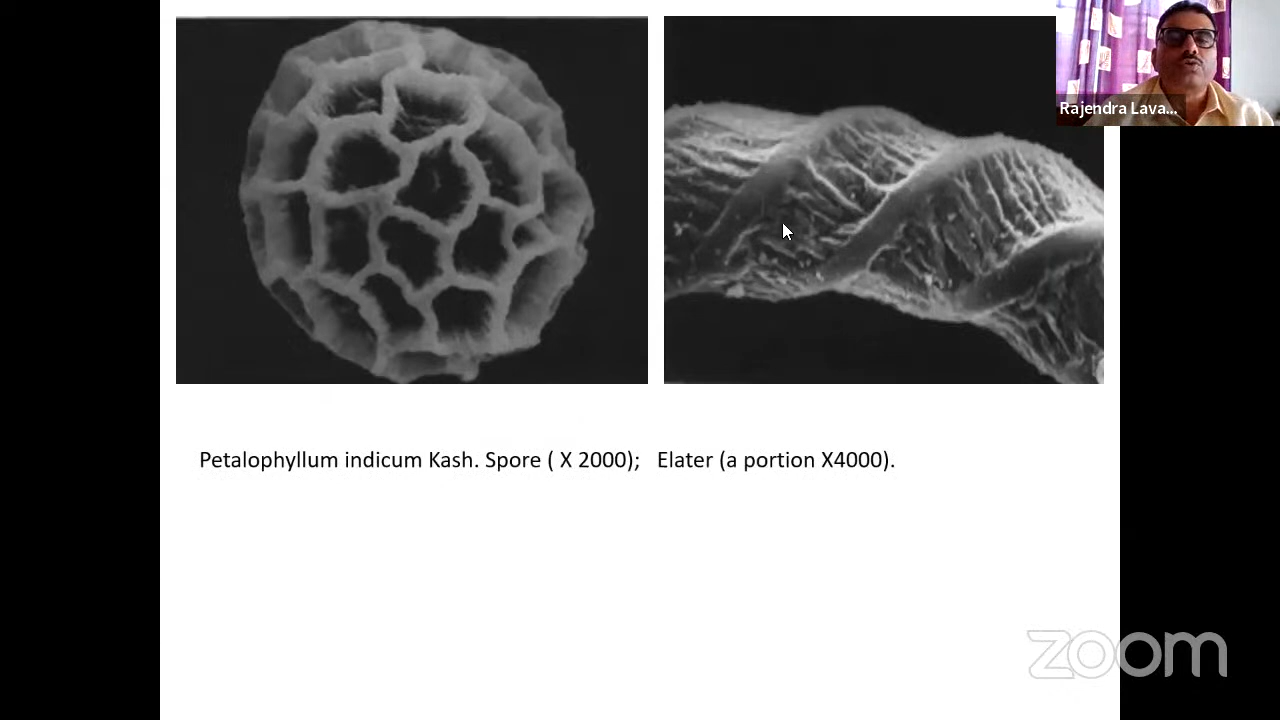 Rajendra Lava...
Petalophyllum indicum Kash. Spore ( X 2000);   Elater (a portion X4000).
zoom